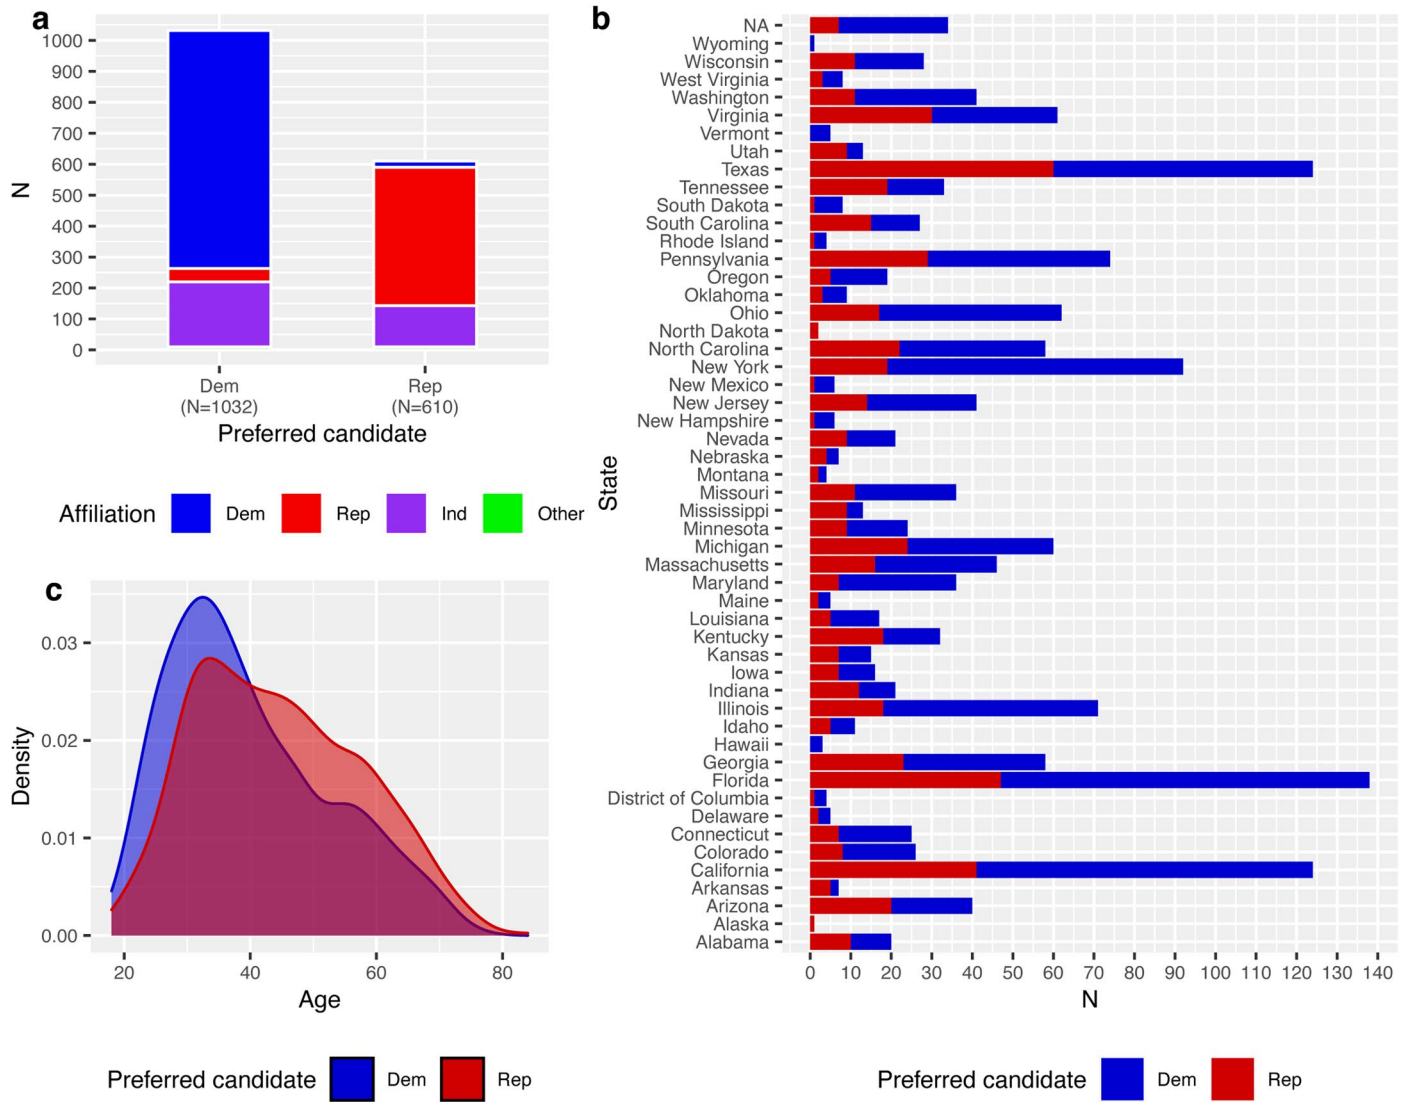 a
1000
900
800
700
600
500
400
300
200
100
0
N
Dem
(N=1032)
Rep
(N=610)
Preferred candidate
Affiliation Dem Rep Ind Other
b
NA
Wyoming
Wisconsin
West Virginia
Washington
Virginia
Vermont
Utah
Texas
Tennessee
South Dakota
South Carolina
Rhode Island
Pennsylvania
Oregon
Oklahoma
Ohio
North Dakota
North Carolina
New York
New Mexico
New Jersey
New Hampshire
Nevada
Nebraska
Montana
Missouri
Mississippi
Minnesota
Michigan
Massachusetts
Maryland
Maine
Louisiana
Kentucky
Kansas
Iowa
Indiana
Illinois
Idaho
Hawaii
Georgia
Florida
District of Columbia
Delaware
Connecticut
Colorado
California
Arkansas
Arizona
Alaska
Alabama
State
0 10 20 30 40 50 60 70 80 90 100 110 120 130 140
N
Preferred candidate Dem Rep
c
0.03
0.02
0.01
0.00
Density
20 40 60 80
Age
Preferred candidate Dem Rep